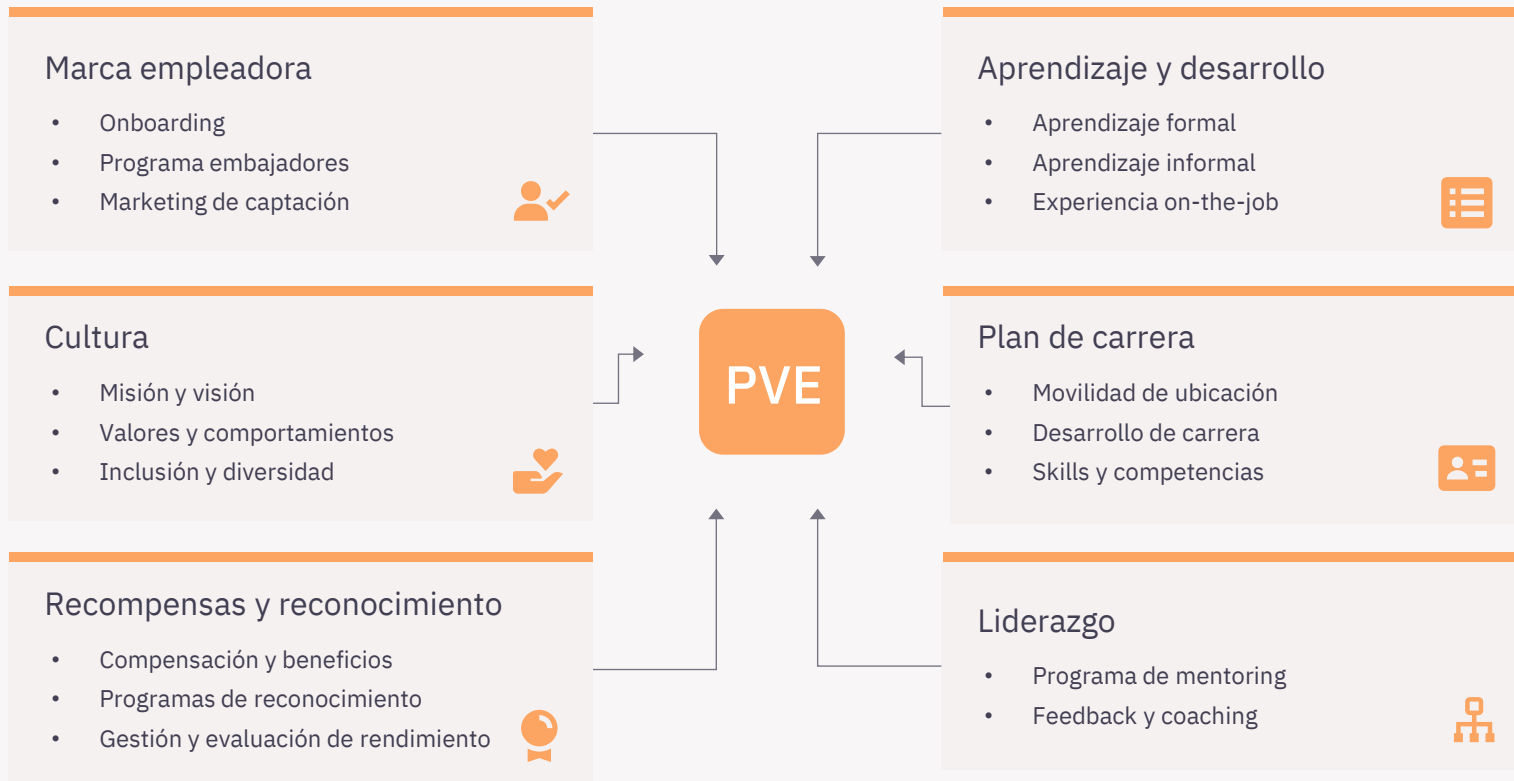 Marca empleadora
• Onboarding
• Programa embajadores
• Marketing de captación
Cultura
• Misión y visión
• Valores y comportamientos
• Inclusión y diversidad
Recompensas y reconocimiento
• Compensación y beneficios
• Programas de reconocimiento
• Gestión y evaluación de rendimiento
PVE
Aprendizaje y desarrollo
• Aprendizaje formal
• Aprendizaje informal
• Experiencia on-the-job
Plan de carrera
• Movilidad de ubicación
• Desarrollo de carrera
• Skills y competencias
Liderazgo
• Programa de mentoring
• Feedback y coaching